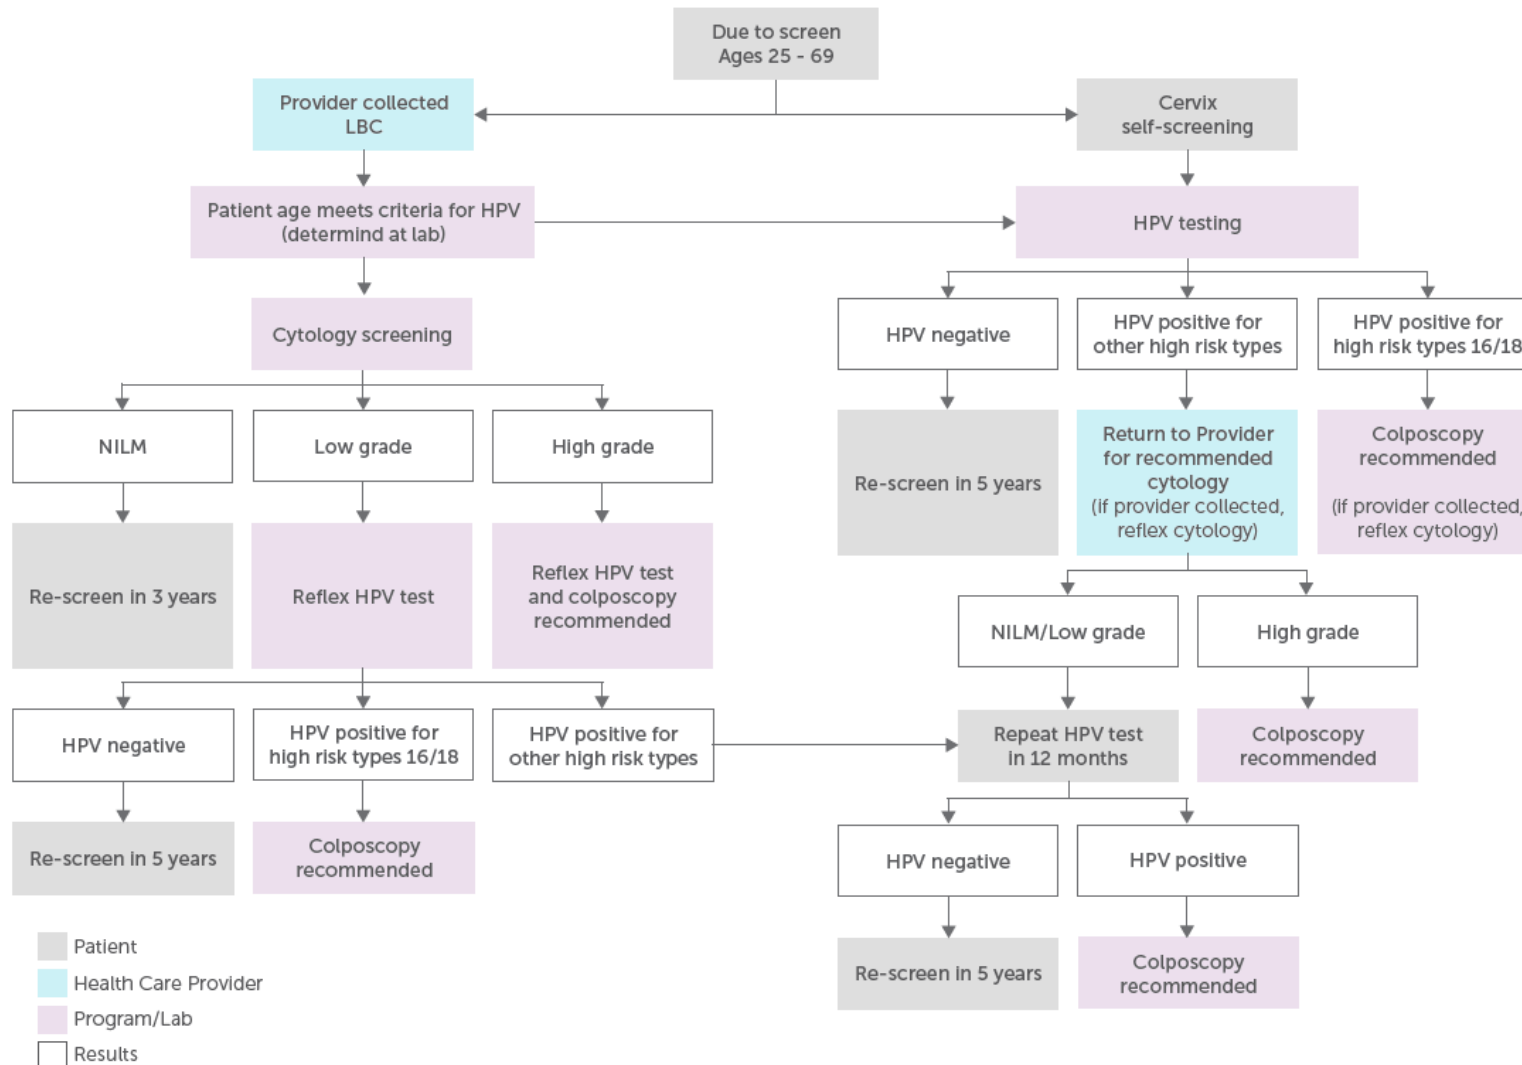 Due to screen
Ages 25 - 69
Provider collected
LBC
Cervix
self-screening
Patient age meets criteria for HPV
(determind at lab)
HPV testing
Cytology screening
HPV negative
HPV positive for
other high risk types
HPV positive for
high risk types 16/18
NILM
Low grade
High grade
Re-screen in 5 years
Return to Provider
for recommended
cytology
(if provider collected,
reflex cytology)
Colposcopy
recommended
(if provider collected,
reflex cytology)
Re-screen in 3 years
Reflex HPV test
Reflex HPV test
and colposcopy
recommended
NILM/Low grade
High grade
HPV negative
HPV positive for
high risk types 16/18
HPV positive for
other high risk types
Repeat HPV test
in 12 months
Colposcopy
recommended
Re-screen in 5 years
Colposcopy
recommended
HPV negative
HPV positive
Re-screen in 5 years
Colposcopy
recommended
Patient
Health Care Provider
Program/Lab
Results